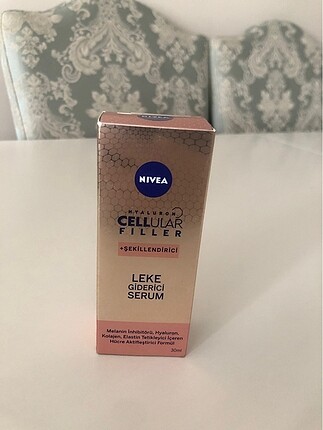 NIVEA
HYALURON
CELLULAR
FILLER
+ŞEKİLLENDİRİCİ
LEKE
GİDERİCİ
SERUM
Melanin İnhibitörü, Hyaluron,
Kolajen, Elastin Tetikleyici İçeren
Hücre Aktifleştirici Formül
30ml